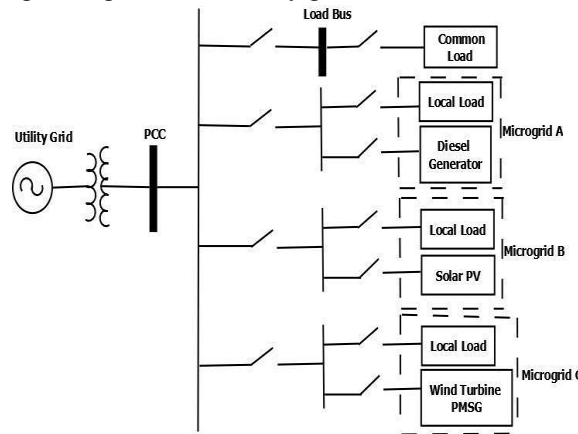 Load Bus
Common
Load
Local Load
Microgrid A
Utility Grid
PCC
Diesel
Generator
Local Load
Microgrid B
Solar PV
Local Load
Microgrid C
Wind Turbine
PMSG